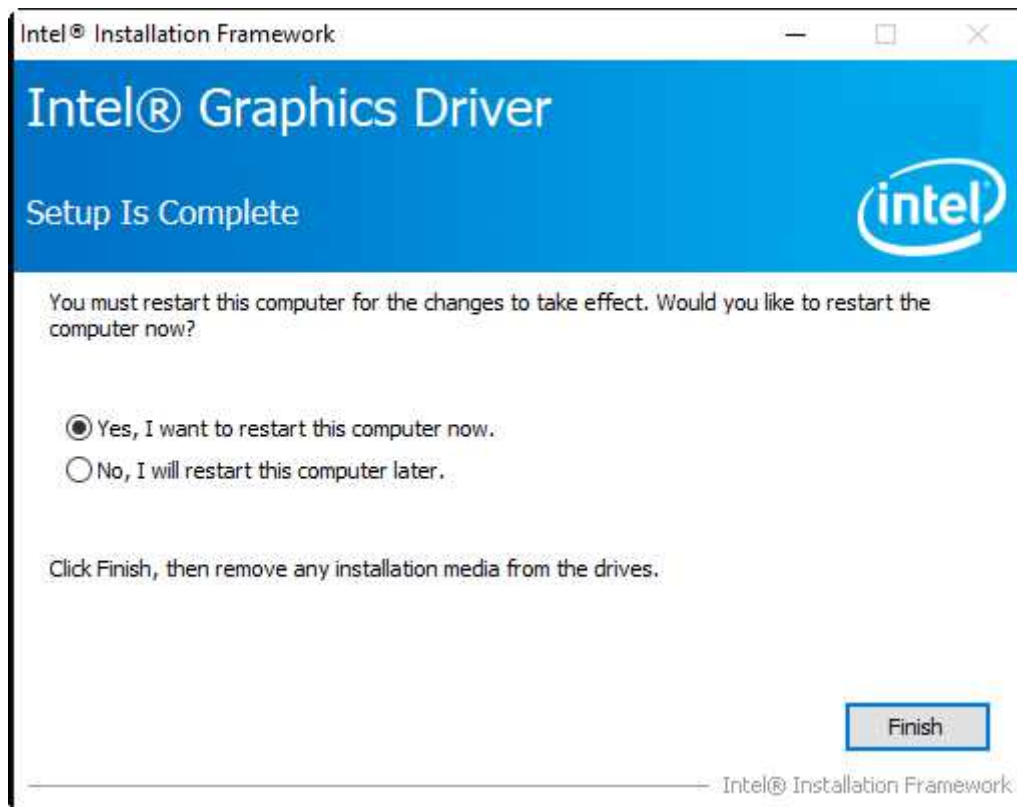 Intel® Installation Framework
Intel® Graphics Driver
Setup Is Complete
intel
You must restart this computer for the changes to take effect. Would you like to restart the
computer now?
Yes, I want to restart this computer now.
No, I will restart this computer later.
Click Finish, then remove any installation media from the drives.
Finish
Intel® Installation Framework